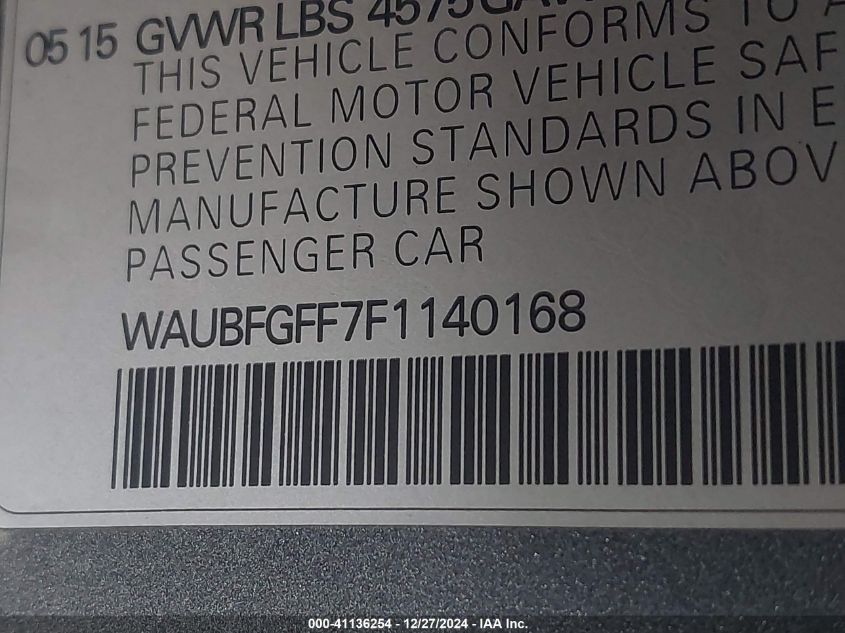 05 15 GVWR LBS 4575
THIS VEHICLE CONFORMS TO A
FEDERAL MOTOR VEHICLE SAF
PREVENTION STANDARDS IN E
MANUFACTURE SHOWN ABOV
PASSENGER CAR
WAUBFGFF7F1140168
000-41136254 - 12/27/2024 - IAA Inc.